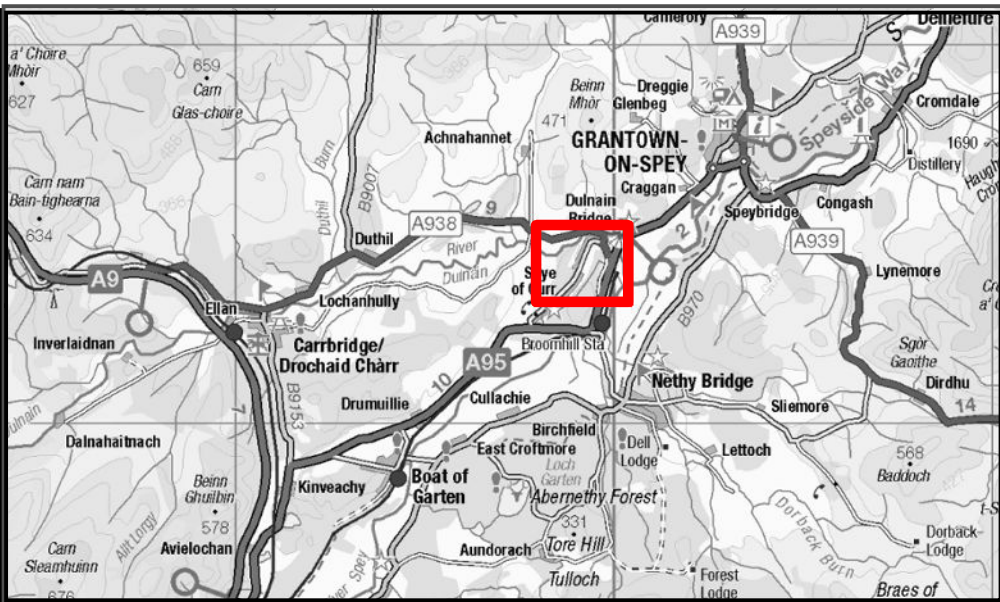 Camerory
A939
Delliefure
S
a' Choire
Mhòir
627
659
Carn
Glas-choire
Beinn
Mhòr
471
Dreggie
Glenbeg
Cromdale
Speyside Way
Achnahannet
GRANTOWN-
ON-SPEY
1690
Distillery
Craggan
Carn nam
Bain-tighearna
634
Duthil
Burn
B9007
A938
9
Dulnain
Bridge
2
Speybridge
Congash
A939
Duthil
River
Dulnain
A9
Ellan
Lochanhully
Skye
of Curr
B970
Lynemore
Inverlaidnan
Carrbridge/
Drochaid Chàrr
Broomhill Sta
A95
10
Sgòr
Gaoithe
Nethy Bridge
Dirdhu
B9153
7
Drumuillie
Cullachie
Sliemore
14
Dalnahaitnach
Birchfield
Dell
Lodge
Lettoch
East Croftmore
Loch
Garten
568
Baddoch
Beinn
Ghuilbin
578
Kinveachy
Boat of
Garten
Abernethy Forest
331
Tore Hill
Allt Lorgy
Avielochan
Dorback Burn
Dorback
Lodge
Carn
Sleamhuinn
676
Aundorach
Tulloch
Forest
Lodge
Braes of